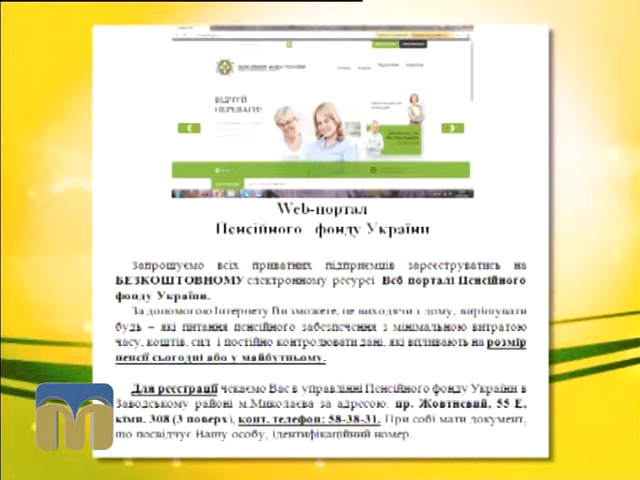 ВІДЧУЙ
ПЕРЕВАГИ!
Web-портал
Пенсійного фонду України
Запрошуємо всіх приватних підприємців зареєструватись на
БЕЗКОШТОВНОМУ електронному ресурсі Веб порталі Пенсійного
фонду України.
За допомогою Інтернету Ви зможете, не виходячи з дому, вирішувати
будь – які питання пенсійного забезпечення з мінімальною витратою
часу, коштів, сил і постійно контролювати дані, які впливають на розмір
пенсії сьогодні або у майбутньому.
Для реєстрації чекаємо Вас в управлінні Пенсійного фонду України в
Заводському районі м.Миколаєва за адресою: пр. Жовтневий, 55 Е,
кімн. 308 (3 поверх), конт. телефон: 58-38-31. При собі мати документ,
що посвідчує Вашу особу, ідентифікаційний номер.